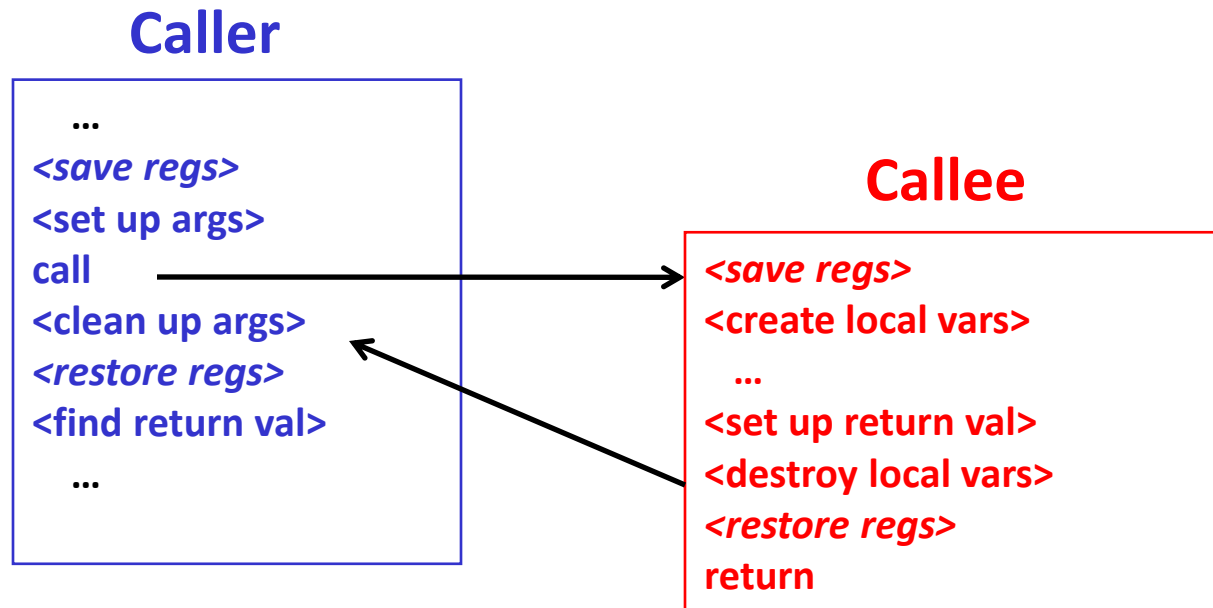 Caller
…
<save regs>
<set up args>
call
<clean up args>
<restore regs>
<find return val>
…
Callee
<save regs>
<create local vars>
…
<set up return val>
<destroy local vars>
<restore regs>
return